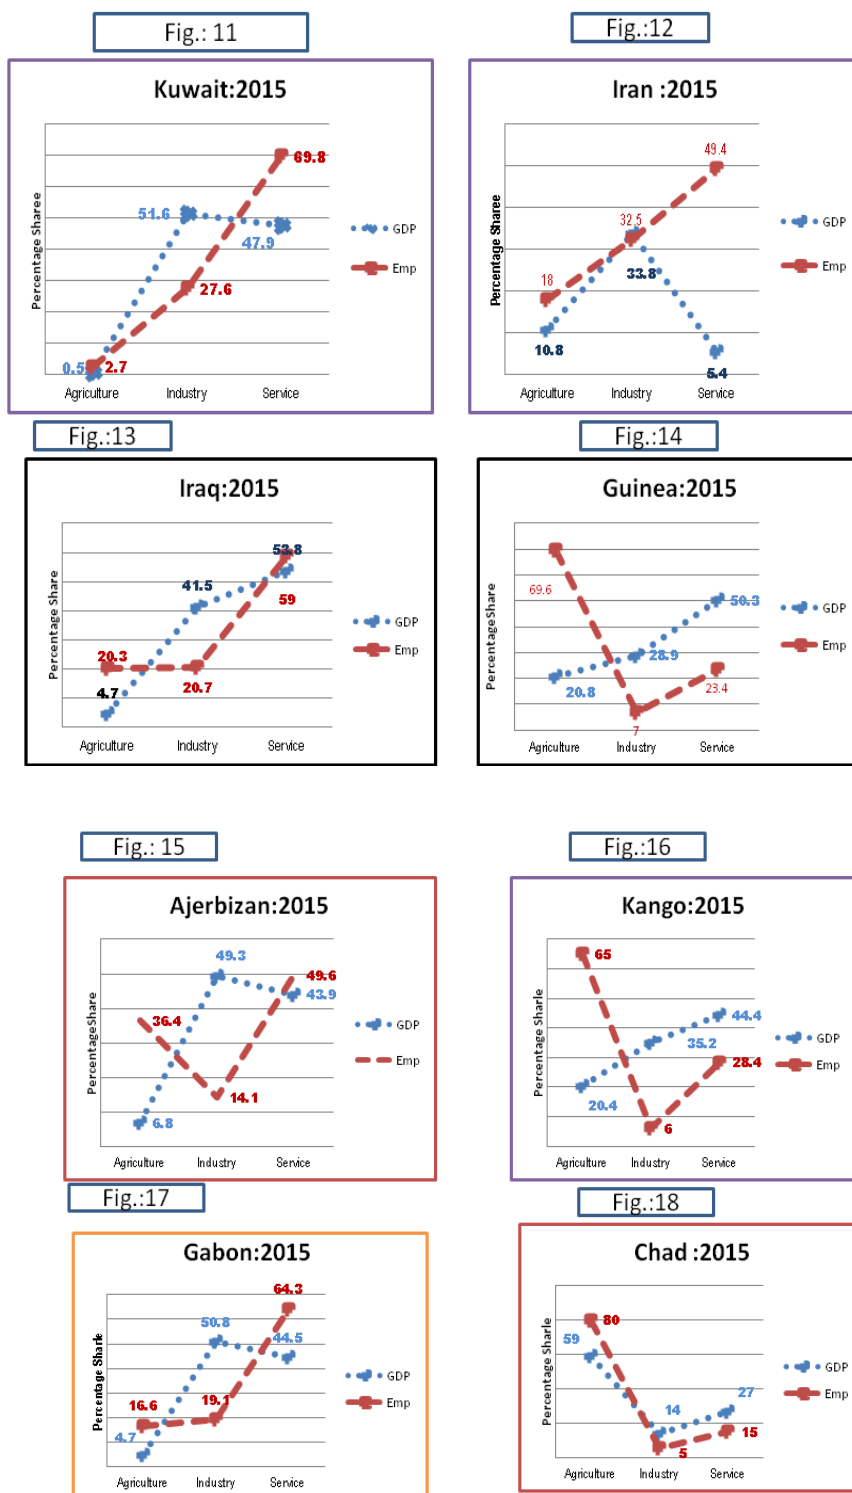 Fig.: 11
Fig.:12
Kuwait:2015
Percentage Sharee
69.8
51.6
47.9
27.6
0.5
2.7
Agriculture Industry Service
GDP
Emp
Iran :2015
Percentage Sharee
49.4
32.5
18
33.8
10.8
5.4
Agriculture Industry Service
GDP
Emp
Fig.:13
Fig.:14
Iraq:2015
Percentage Share
53.8
41.5
59
20.3
20.7
4.7
Agriculture Industry Service
GDP
Emp
Guinea:2015
Percentage Share
69.6
50.3
28.9
20.8
23.4
7
Agriculture Industry Service
GDP
Emp
Fig.: 15
Fig.:16
Ajerbizan:2015
Percentage Share
49.3
49.6
43.9
36.4
14.1
6.8
Agriculture Industry Service
GDP
Emp
Kango:2015
Percentage Sharle
65
44.4
35.2
28.4
20.4
6
Agriculture Industry Service
GDP
Emp
Fig.:17
Fig.:18
Gabon:2015
Percentage Sharle
64.3
50.8
44.5
16.6
19.1
4.7
Agriculture Industry Service
GDP
Emp
Chad :2015
Percentage Sharle
80
59
27
14
15
5
Agriculture Industry Service
GDP
Emp